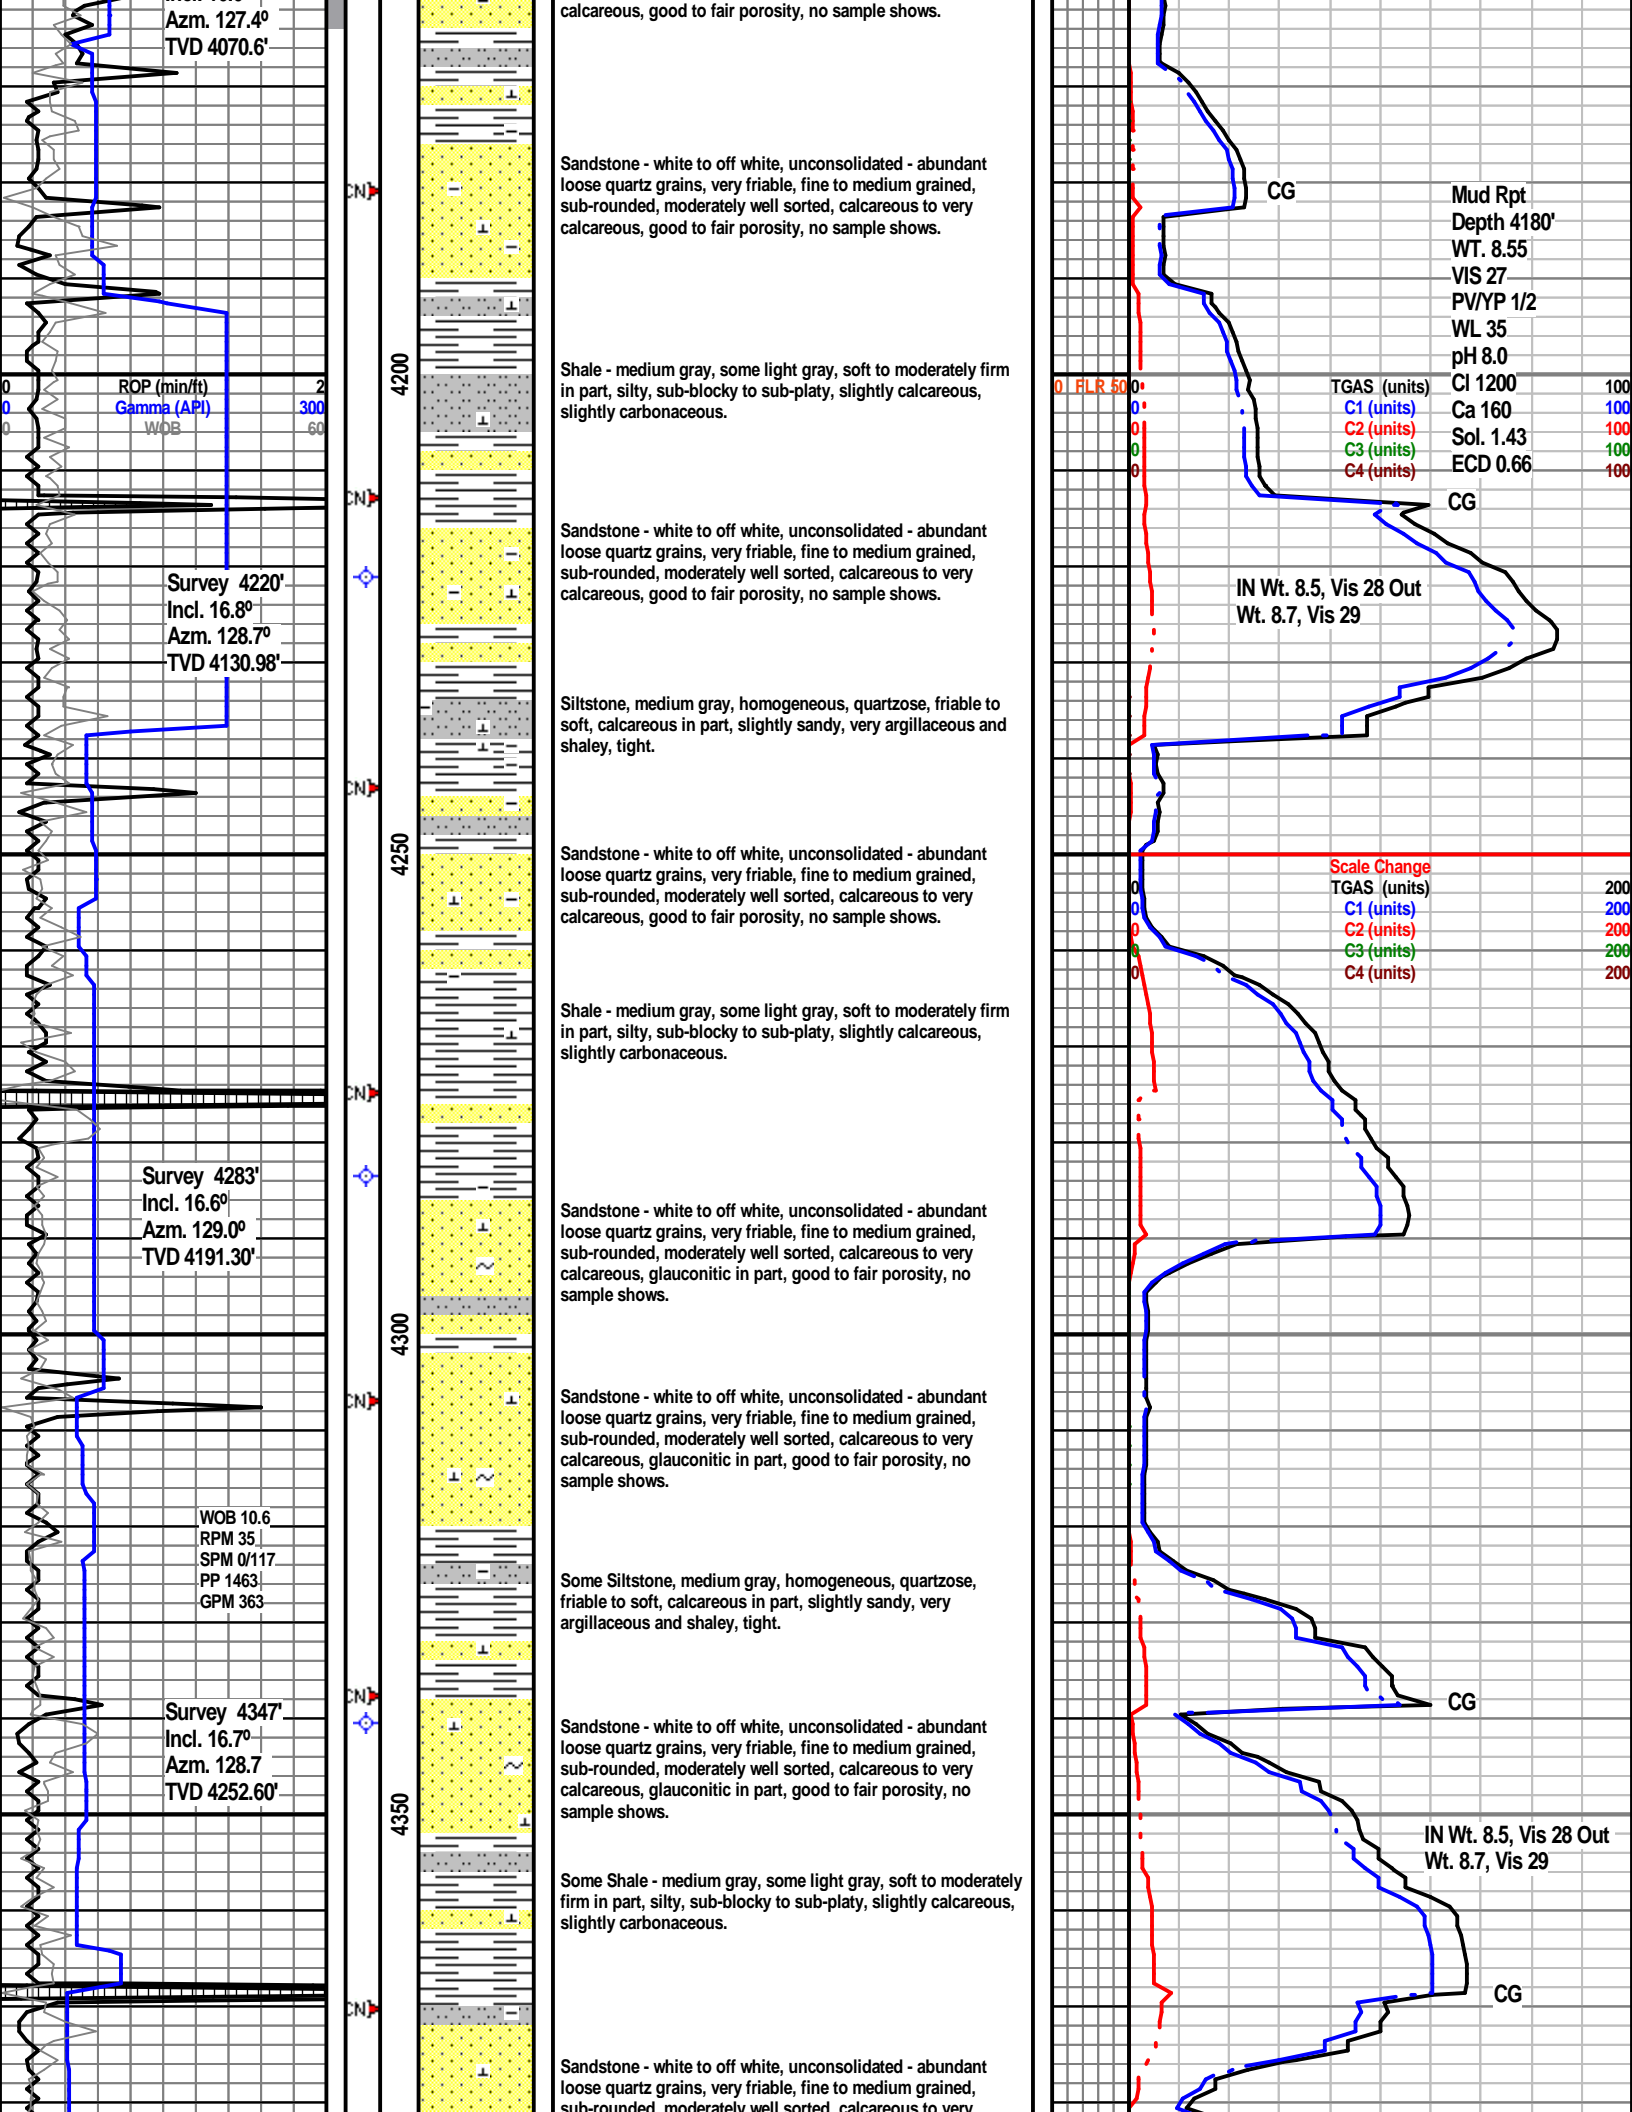 Azm. 127.4º
TVD 4070.6'
calcareous, good to fair porosity, no sample shows.
Sandstone - white to off white, unconsolidated - abundant
loose quartz grains, very friable, fine to medium grained,
sub-rounded, moderately well sorted, calcareous to very
calcareous, good to fair porosity, no sample shows.
CG
Mud Rpt
Depth 4180'
WT. 8.55
VIS 27
PV/YP 1/2
WL 35
pH 8.0
Cl 1200
Ca 160
Sol. 1.43
ECD 0.66
4200
Shale - medium gray, some light gray, soft to moderately firm
in part, silty, sub-blocky to sub-platy, slightly calcareous,
slightly carbonaceous.
0 ROP (min/ft) 2
0 Gamma (API) 300
0 WOB 60
0 FLR 50
0 TGAS (units) 100
0 C1 (units) 100
0 C2 (units) 100
0 C3 (units) 100
0 C4 (units) 100
CG
Sandstone - white to off white, unconsolidated - abundant
loose quartz grains, very friable, fine to medium grained,
sub-rounded, moderately well sorted, calcareous to very
calcareous, good to fair porosity, no sample shows.
Survey 4220'
Incl. 16.8º
Azm. 128.7º
TVD 4130.98'
IN Wt. 8.5, Vis 28 Out
Wt. 8.7, Vis 29
Siltstone, medium gray, homogeneous, quartzose, friable to
soft, calcareous in part, slightly sandy, very argillaceous and
shaley, tight.
4250
Sandstone - white to off white, unconsolidated - abundant
loose quartz grains, very friable, fine to medium grained,
sub-rounded, moderately well sorted, calcareous to very
calcareous, good to fair porosity, no sample shows.
Scale Change
0 TGAS (units) 200
0 C1 (units) 200
0 C2 (units) 200
0 C3 (units) 200
0 C4 (units) 200
Shale - medium gray, some light gray, soft to moderately firm
in part, silty, sub-blocky to sub-platy, slightly calcareous,
slightly carbonaceous.
Survey 4283'
Incl. 16.6º
Azm. 129.0º
TVD 4191.30'
Sandstone - white to off white, unconsolidated - abundant
loose quartz grains, very friable, fine to medium grained,
sub-rounded, moderately well sorted, calcareous to very
calcareous, glauconitic in part, good to fair porosity, no
sample shows.
4300
Sandstone - white to off white, unconsolidated - abundant
loose quartz grains, very friable, fine to medium grained,
sub-rounded, moderately well sorted, calcareous to very
calcareous, glauconitic in part, good to fair porosity, no
sample shows.
WOB 10.6
RPM 35
SPM 0/117
PP 1463
GPM 363
Some Siltstone, medium gray, homogeneous, quartzose,
friable to soft, calcareous in part, slightly sandy, very
argillaceous and shaley, tight.
CG
Survey 4347'
Incl. 16.7º
Azm. 128.7
TVD 4252.60'
Sandstone - white to off white, unconsolidated - abundant
loose quartz grains, very friable, fine to medium grained,
sub-rounded, moderately well sorted, calcareous to very
calcareous, glauconitic in part, good to fair porosity, no
sample shows.
4350
IN Wt. 8.5, Vis 28 Out
Wt. 8.7, Vis 29
Some Shale - medium gray, some light gray, soft to moderately
firm in part, silty, sub-blocky to sub-platy, slightly calcareous,
slightly carbonaceous.
CG
Sandstone - white to off white, unconsolidated - abundant
loose quartz grains, very friable, fine to medium grained,
sub-rounded, moderately well sorted, calcareous to very